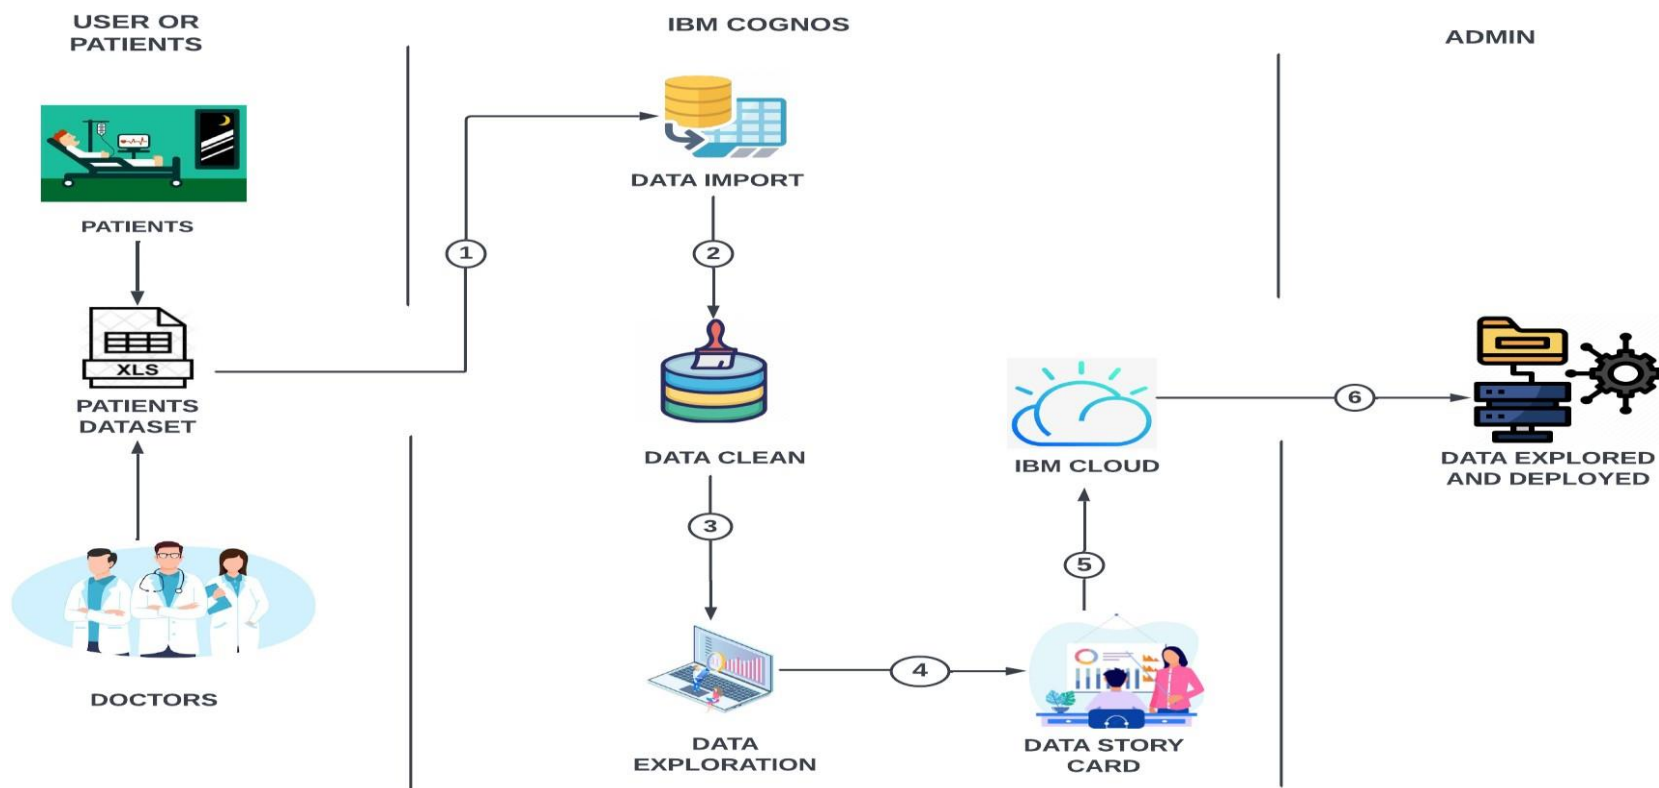 USER OR
PATIENTS
IBM COGNOS
ADMIN
PATIENTS
XLS
PATIENTS
DATASET
DOCTORS
1
DATA IMPORT
2
DATA CLEAN
3
DATA
EXPLORATION
4
DATA STORY
CARD
5
IBM CLOUD
6
DATA EXPLORED
AND DEPLOYED